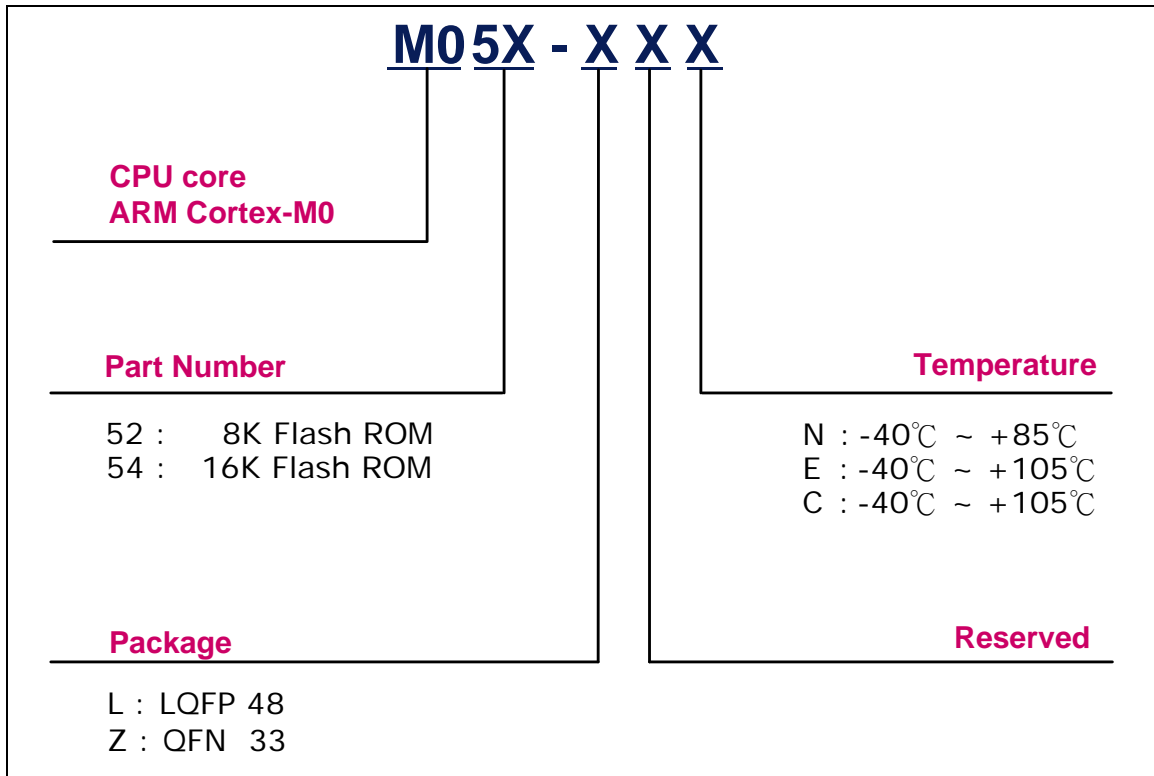 M05X - X X X
CPU core
ARM Cortex-M0
Part Number
52 : 8K Flash ROM
54 : 16K Flash ROM
Temperature
N : -40℃ ~ +85℃
E : -40℃ ~ +105℃
C : -40℃ ~ +105℃
Package
L : LQFP 48
Z : QFN 33
Reserved